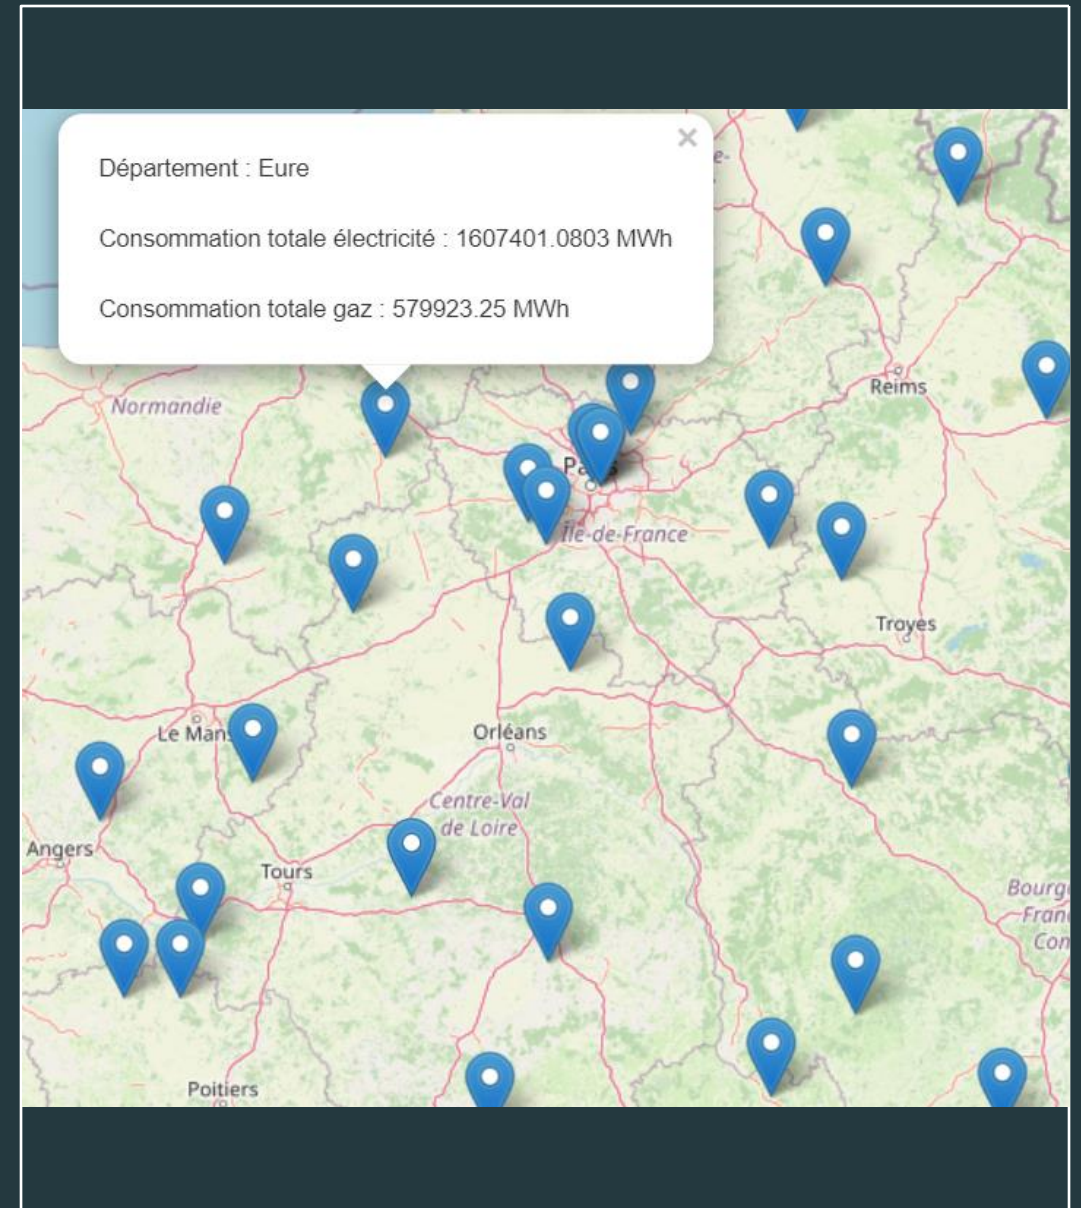 ×
Département : Eure
Consommation totale électricité : 1607401.0803 MWh
Consommation totale gaz : 579923.25 MWh
Reims
Normandie
Île-de-France
Troyes
Le Mans
Orléans
Centre-Val
de Loire
Angers
Tours
Poitiers